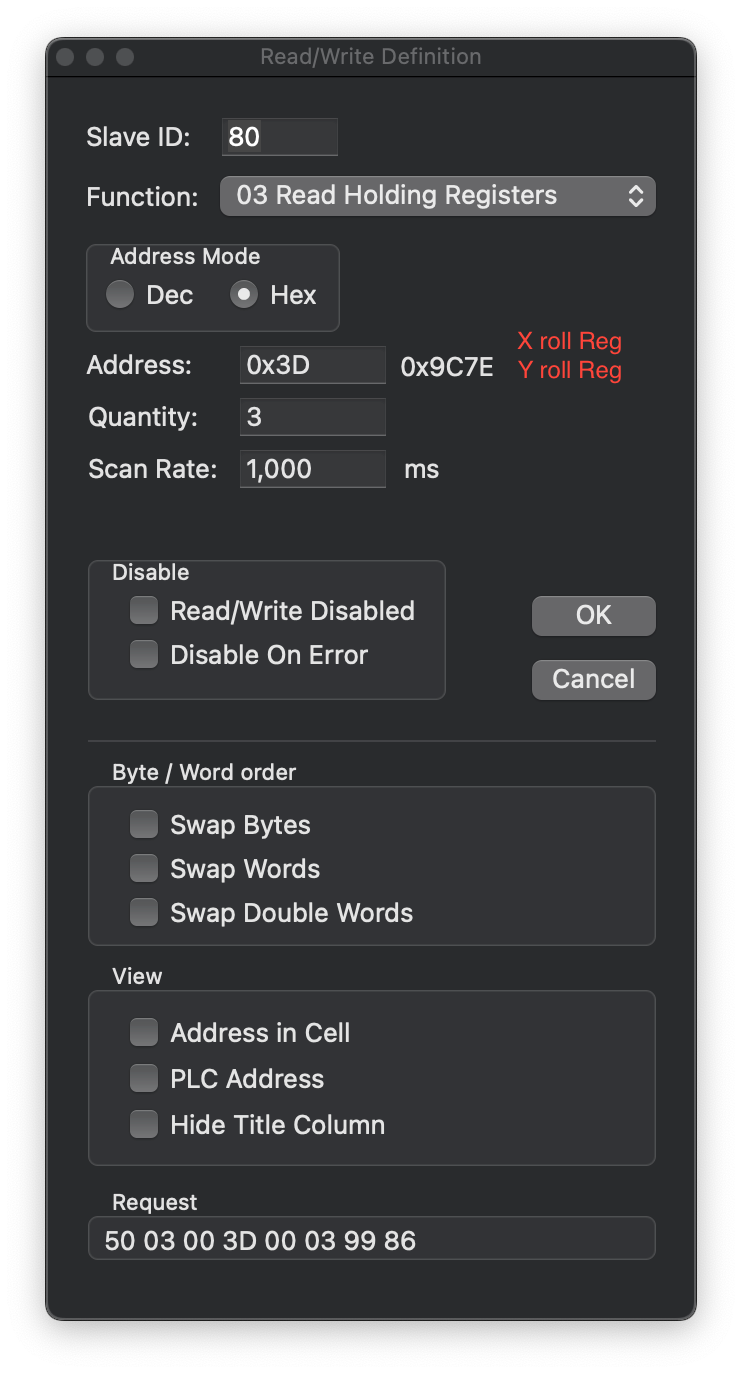 Read/Write Definition
Slave ID: 80
Function: 03 Read Holding Registers
Address Mode
Dec Hex
X roll Reg
Address: 0x3D 0x9C7E Y roll Reg
Quantity: 3
Scan Rate: 1,000 ms
Disable
Read/Write Disabled
OK
Disable On Error
Cancel
Byte / Word order
Swap Bytes
Swap Words
Swap Double Words
View
Address in Cell
PLC Address
Hide Title Column
Request
50 03 00 3D 00 03 99 86